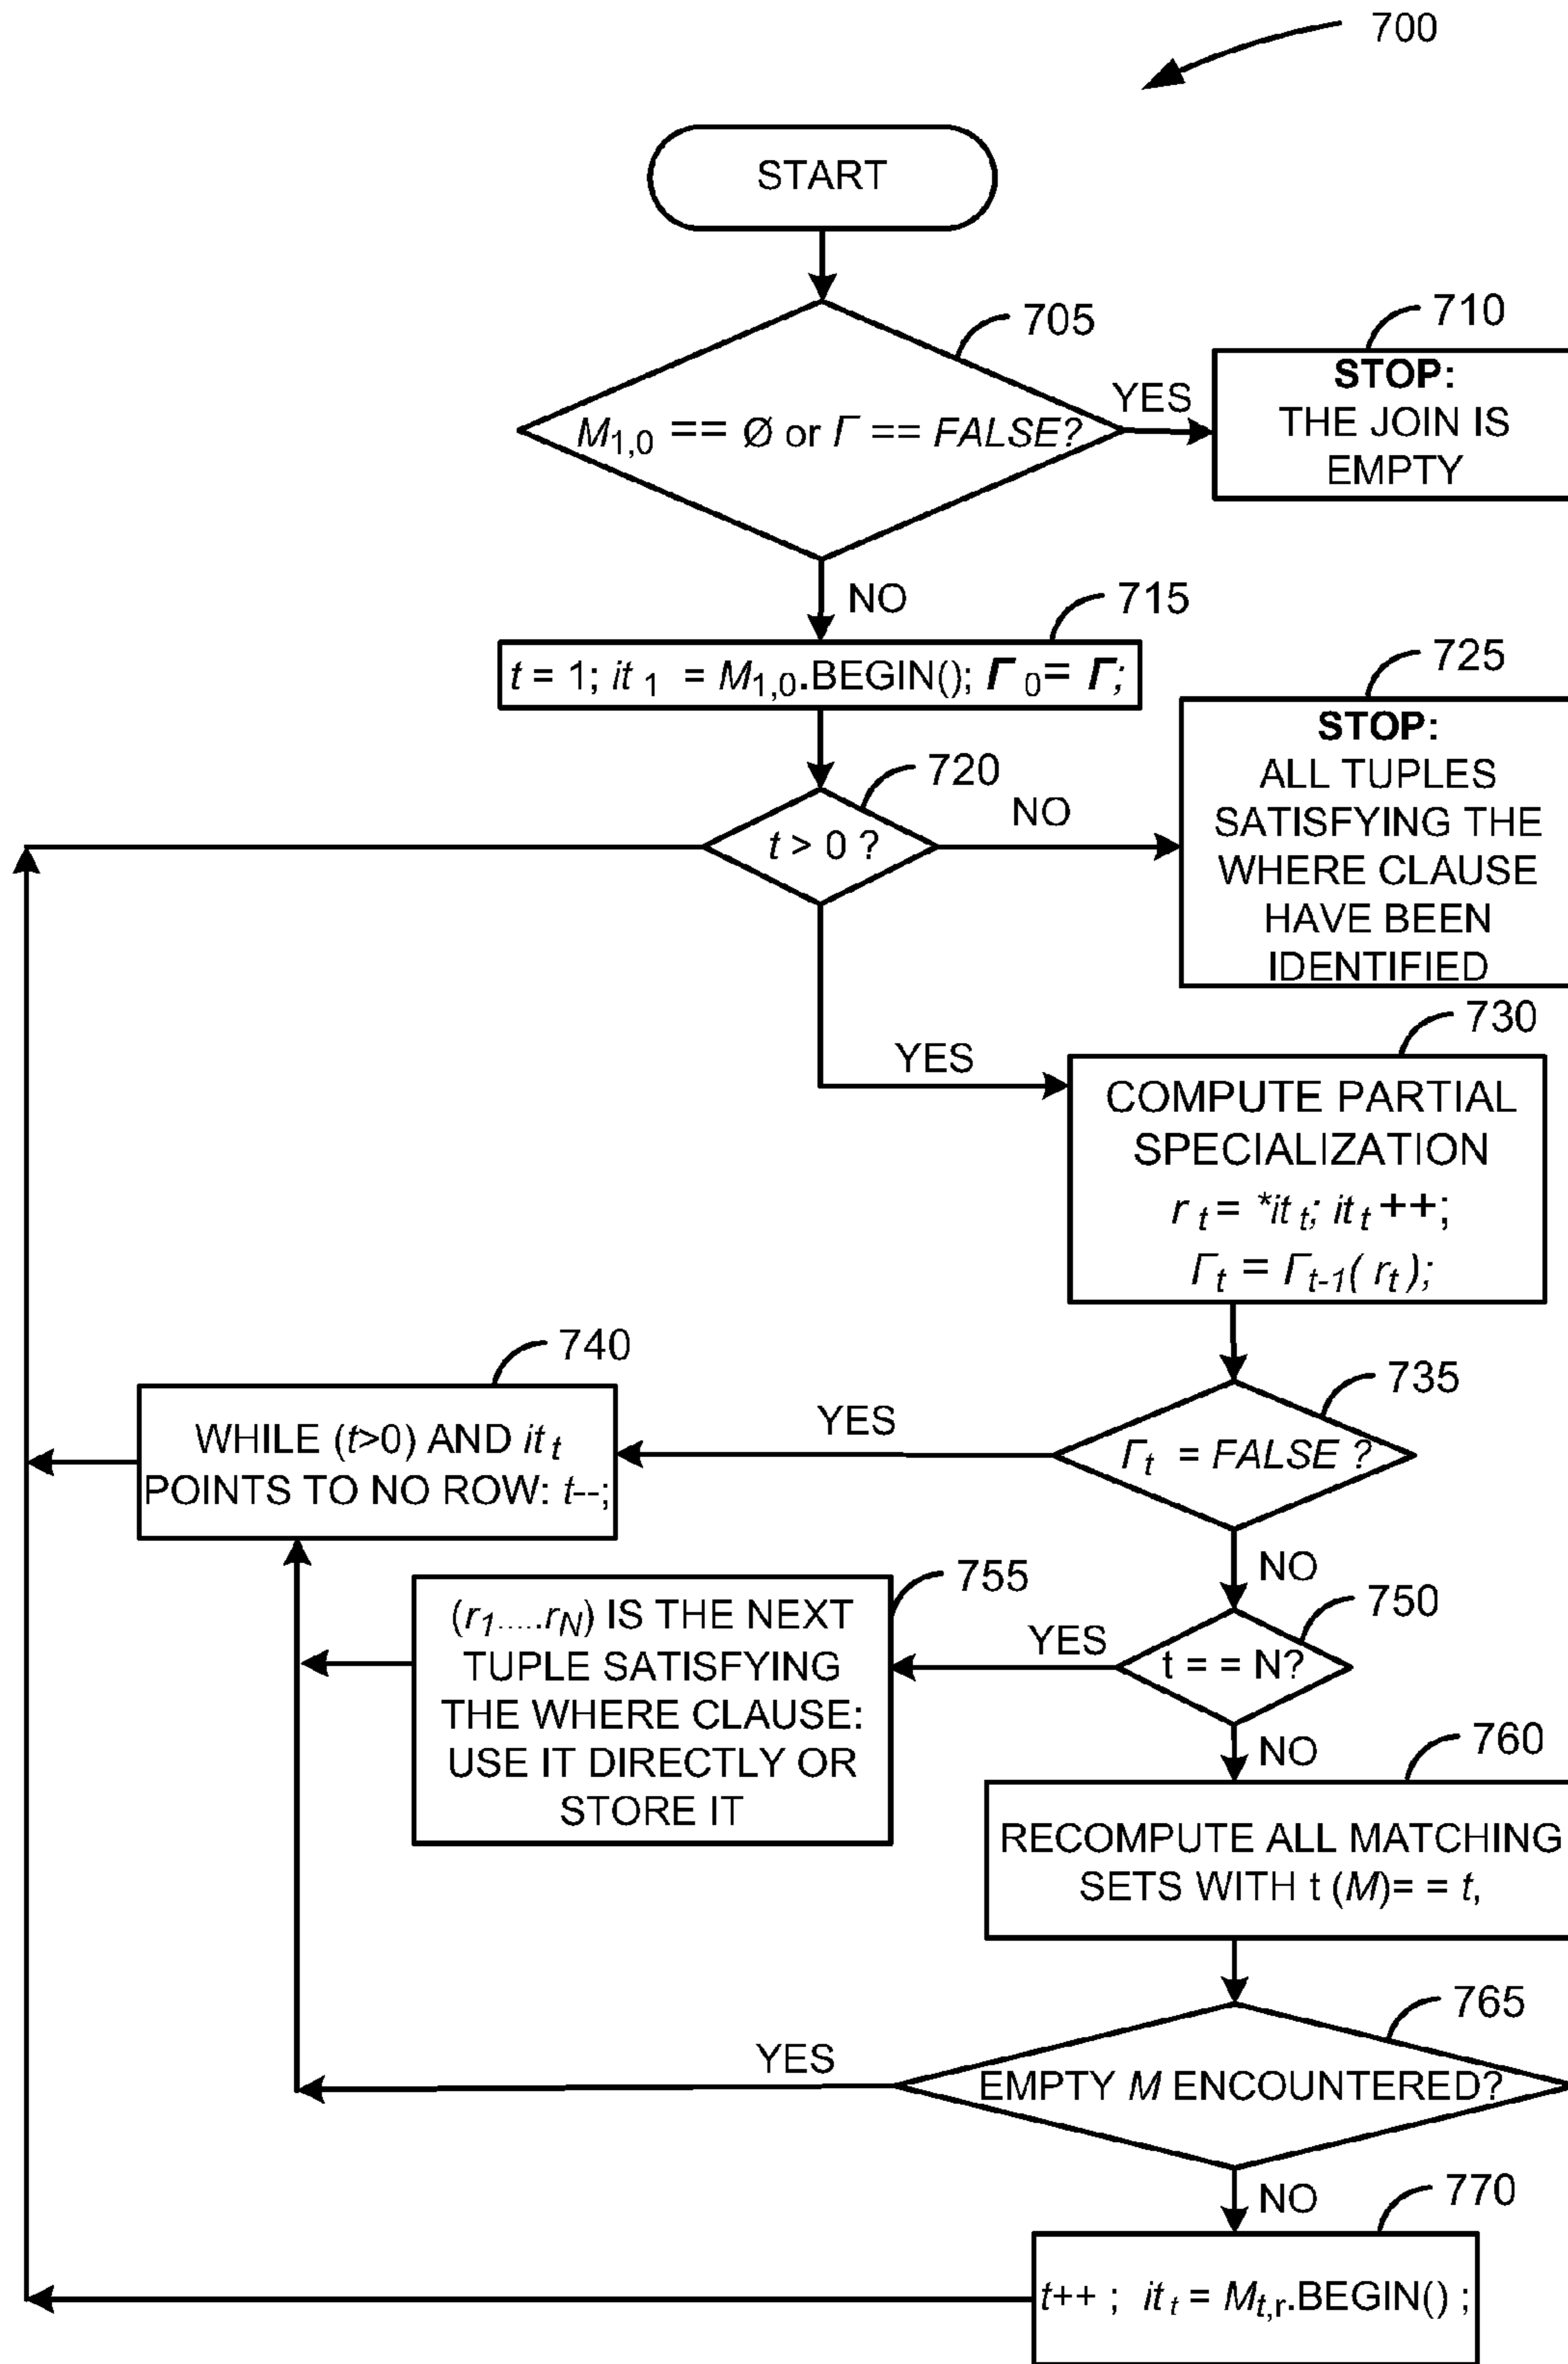 700
START
705
M1,0 == Ø or Γ == FALSE?
YES
710
STOP:
THE JOIN IS
EMPTY
NO
715
t = 1; it 1 = M1,0.BEGIN(); Γ 0= Γ;
720
t > 0 ?
NO
725
STOP:
ALL TUPLES
SATISFYING THE
WHERE CLAUSE
HAVE BEEN
IDENTIFIED
YES
730
COMPUTE PARTIAL
SPECIALIZATION
r t = *it t; it t ++;
Γt = Γt-1( rt );
735
Γt = FALSE ?
YES
740
WHILE (t>0) AND it t
POINTS TO NO ROW: t--;
NO
750
t = = N?
YES
755
(r1.....rN) IS THE NEXT
TUPLE SATISFYING
THE WHERE CLAUSE:
USE IT DIRECTLY OR
STORE IT
NO
760
RECOMPUTE ALL MATCHING
SETS WITH t (M)= = t,
765
EMPTY M ENCOUNTERED?
YES
NO
770
t++ ; it t = Mt,r.BEGIN() ;